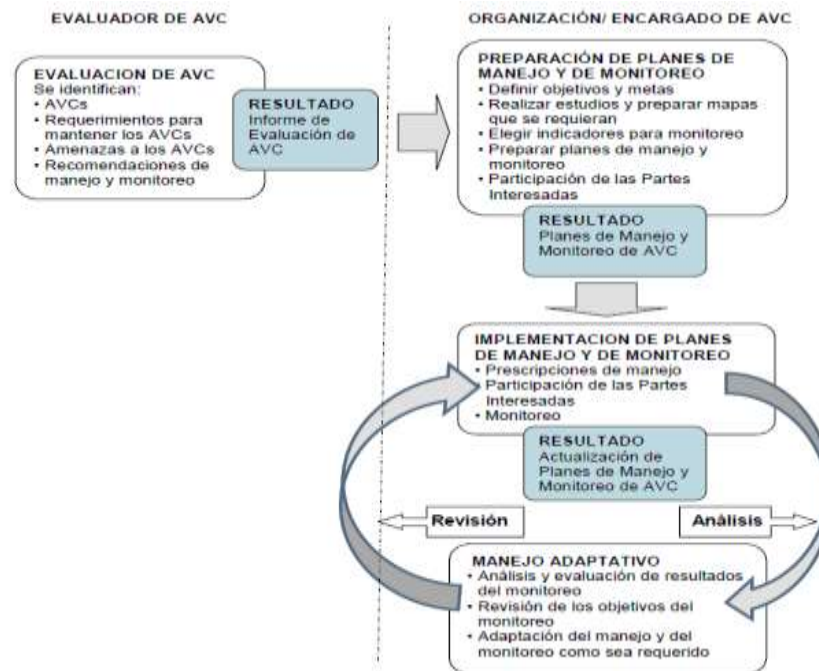 EVALUADOR DE AVC
EVALUACION DE AVC
Se identifican:
• AVCs
• Requerimientos para
mantener los AVCs
• Amenazas a los AVCs
• Recomendaciones de
manejo y monitoreo
RESULTADO
Informe de
Evaluación de
AVC
ORGANIZACIÓN/ ENCARGADO DE AVC
PREPARACIÓN DE PLANES DE
MANEJO Y DE MONITOREO
• Definir objetivos y metas
• Realizar estudios y preparar mapas
que se requieran
• Elegir indicadores para monitoreo
• Preparar planes de manejo y
monitoreo
• Participación de las Partes
Interesadas
RESULTADO
Planes de Manejo y
Monitoreo de AVC
IMPLEMENTACION DE PLANES
DE MANEJO Y DE MONITOREO
• Prescripciones de manejo
• Participación de las Partes
Interesadas
• Monitoreo
RESULTADO
Actualización de
Planes de Manejo y
Monitoreo de AVC
Revisión
Análisis
MANEJO ADAPTATIVO
• Análisis y evaluación de resultados
del monitoreo
• Revisión de los objetivos del
monitoreo
• Adaptación del manejo y del
monitoreo como sea requerido